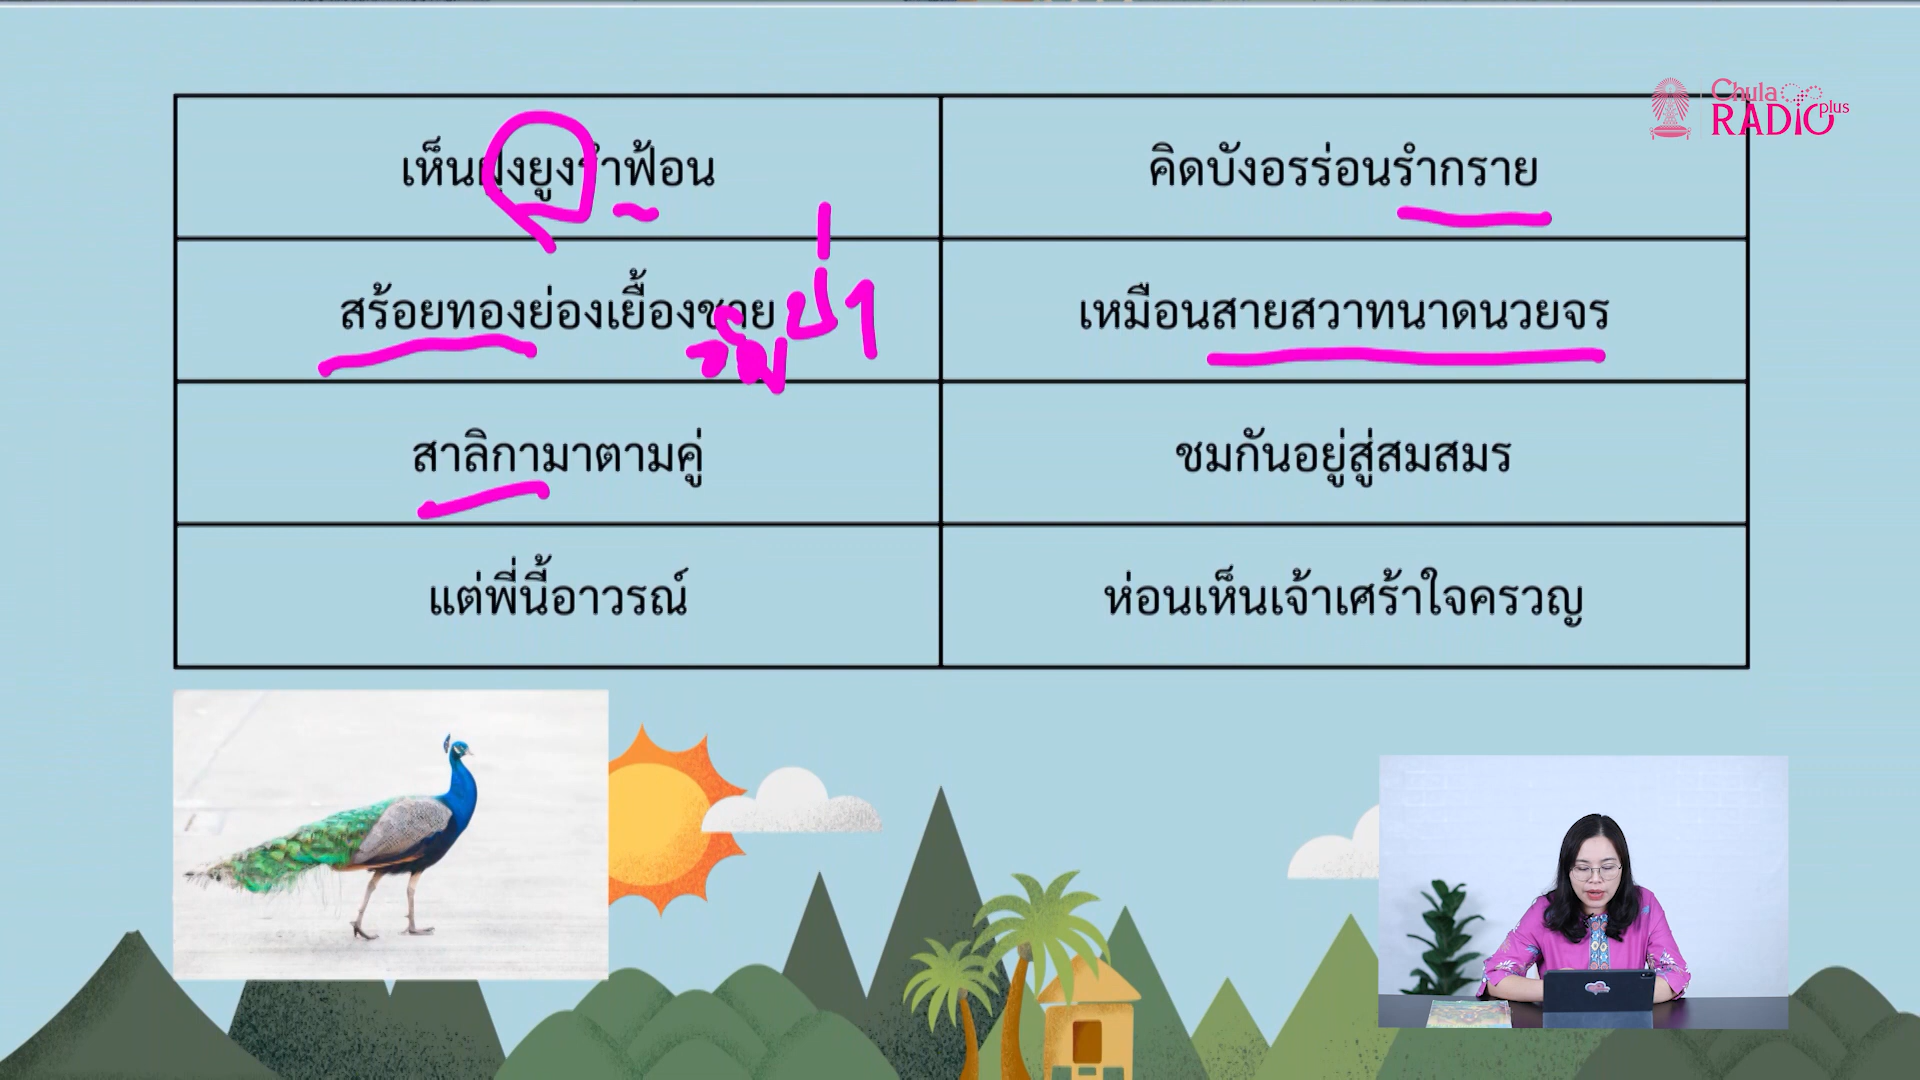 Chula
RADIO plus
เห็นฝูงยูงรำฟ้อน
คิดบังอรร่อนรำกราย
สร้อยทองย่องเยื้องชาย
เหมือนสายสวาทนาดนวยจร
สาลิกามาตามคู่
ชมกันอยู่สู่สมสมร
แต่พี่นี้อาวรณ์
ห่อนเห็นเจ้าเศร้าใจครวญ